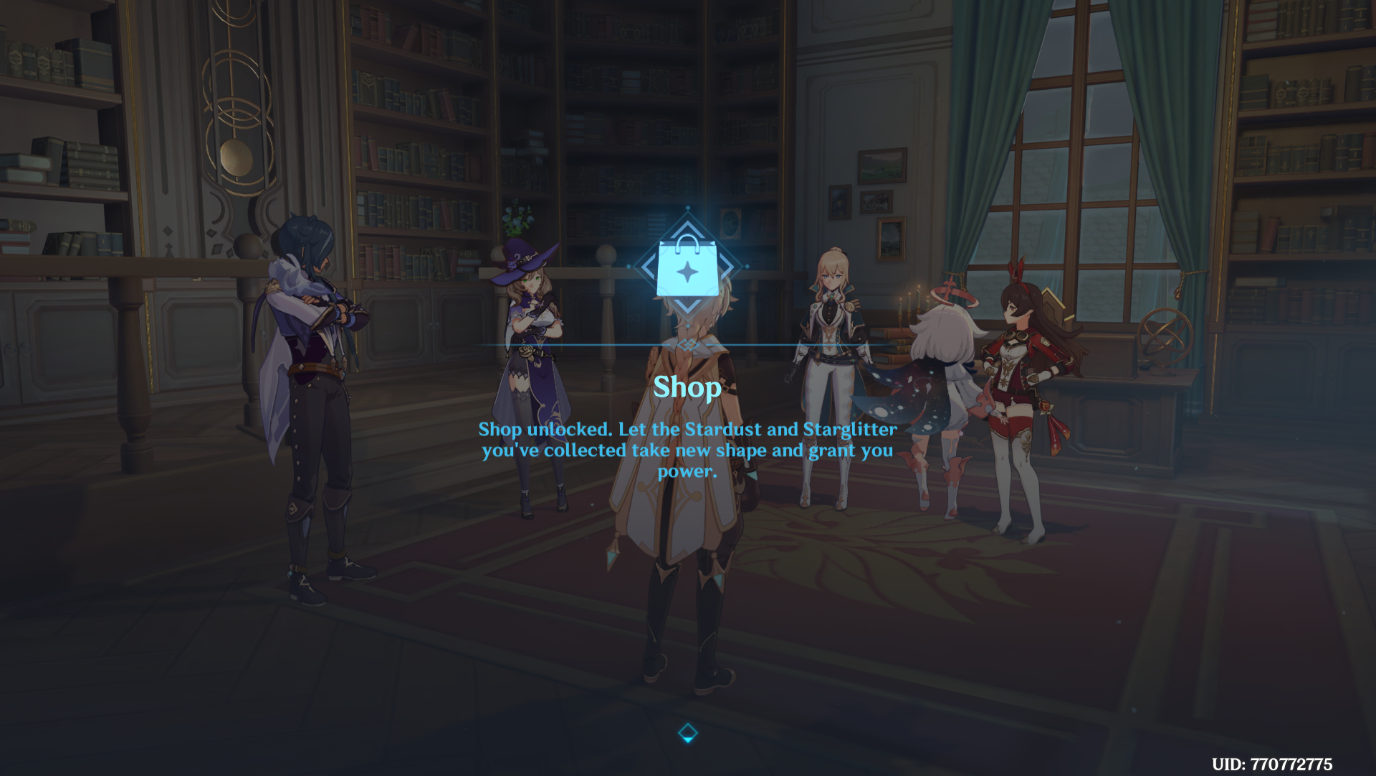 Shop
Shop unlocked. Let the Stardust and Starglitter
you've collected take new shape and grant you
power.
UID: 770772775